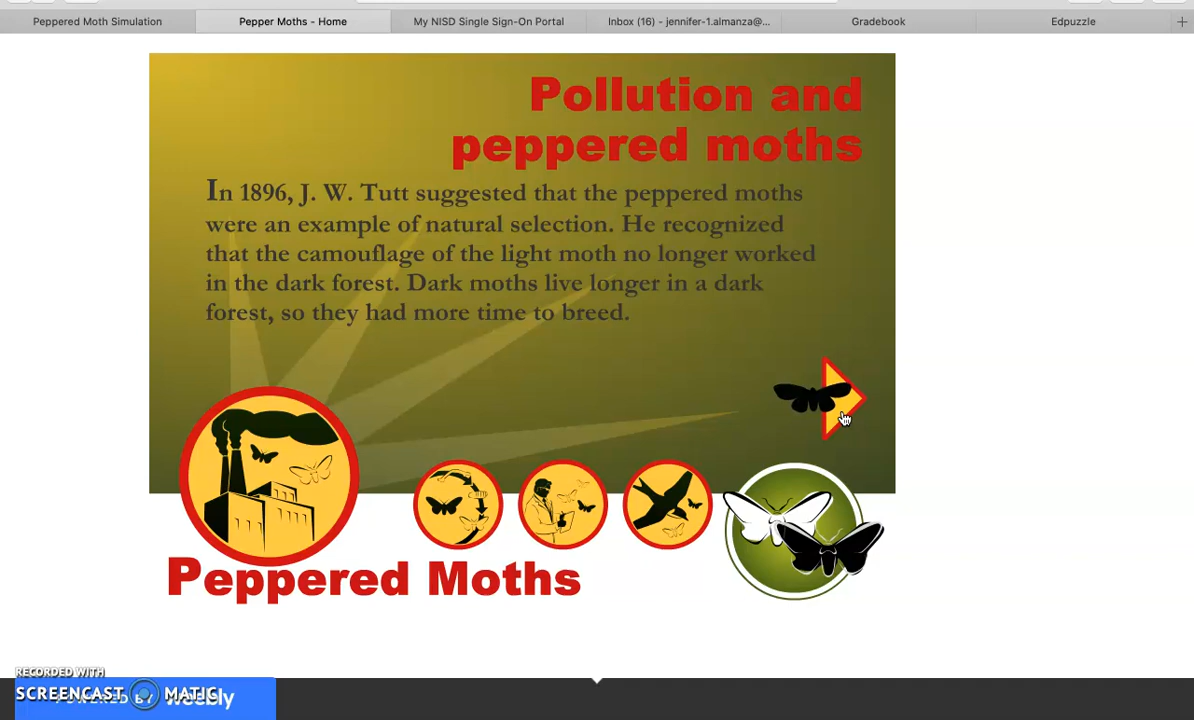 Peppered Moth Simulation
Pepper Moths - Home
My NISD Single Sign-On Portal
Inbox (16) - jennifer-1.almanza@...
Gradebook
Edpuzzle
Pollution and
peppered moths
In 1896, J. W. Tutt suggested that the peppered moths
were an example of natural selection. He recognized
that the camouflage of the light moth no longer worked
in the dark forest. Dark moths live longer in a dark
forest, so they had more time to breed.
Peppered Moths
RECORDED WITH
SCREENCAST MATIC
POWERED BY weebly